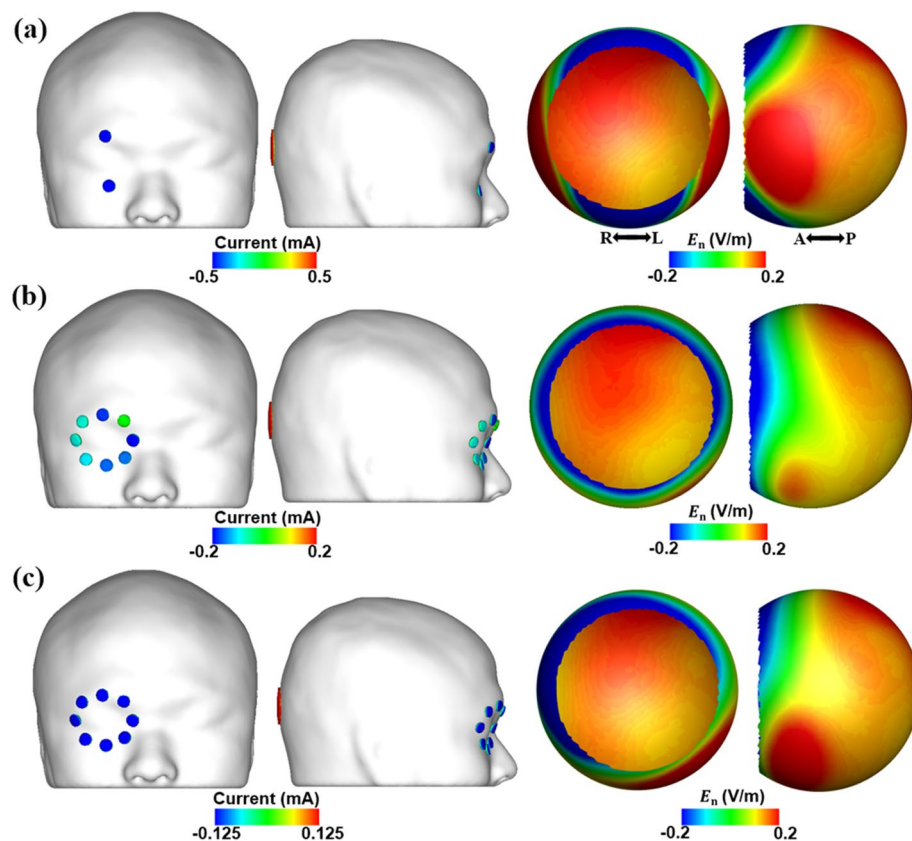 (a)
R L
A P
Current (mA)
-0.5 0.5
En (V/m)
-0.2 0.2
(b)
Current (mA)
-0.2 0.2
En (V/m)
-0.2 0.2
(c)
Current (mA)
-0.125 0.125
En (V/m)
-0.2 0.2